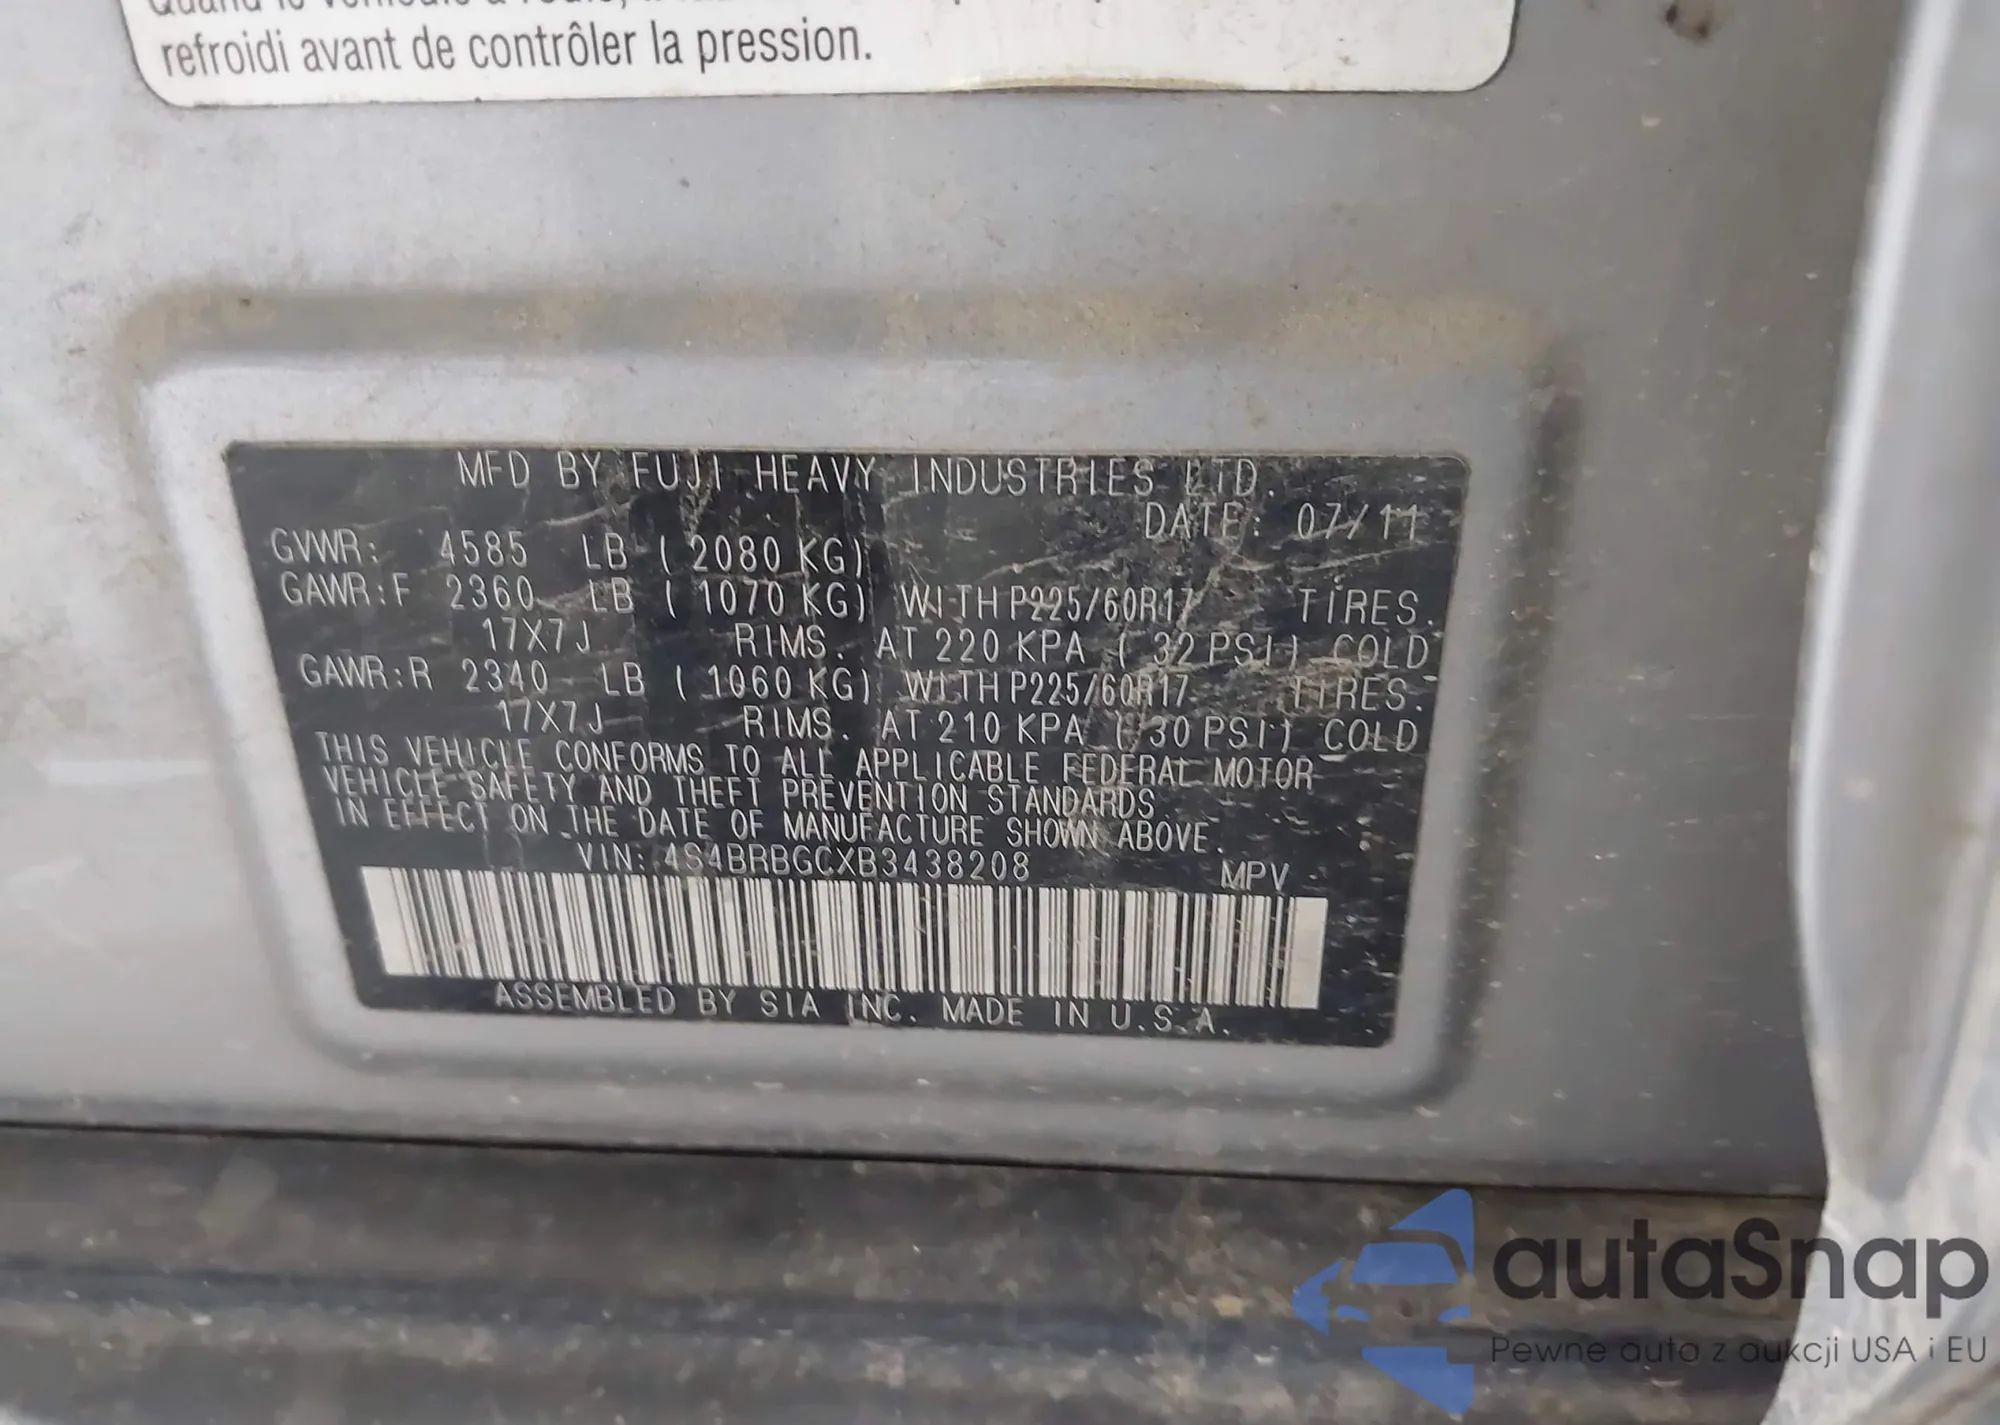 refroidi avant de contrôler la pression.
MFD BY FUJI HEAVY INDUSTRIES LTD.
DATE: 07/11
GVWR: 4585 LB ( 2080 KG)
GAWR:F 2360 LB ( 1070 KG) WITH P225/60R17 TIRES.
17X7J RIMS. AT 220 KPA ( 32 PSI) COLD
GAWR:R 2340 LB ( 1060 KG) WITH P225/60R17 TIRES.
17X7J RIMS. AT 210 KPA ( 30 PSI) COLD
THIS VEHICLE CONFORMS TO ALL APPLICABLE FEDERAL MOTOR
VEHICLE SAFETY AND THEFT PREVENTION STANDARDS
IN EFFECT ON THE DATE OF MANUFACTURE SHOWN ABOVE.
VIN: 4S4BRBGCXB3438208 MPV
ASSEMBLED BY SIA INC. MADE IN U.S.A.
autaSnap
Pewne auta z aukcji USA i EU